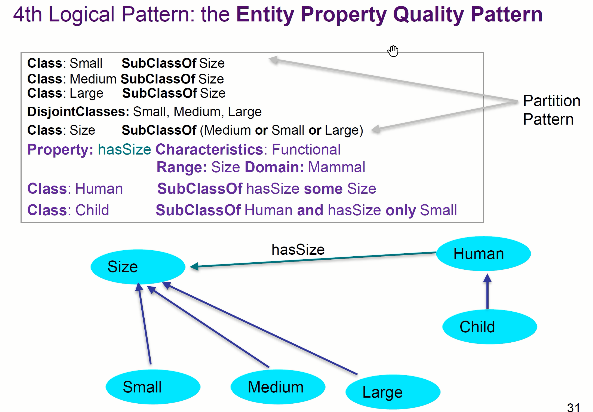 4th Logical Pattern: the Entity Property Quality Pattern
Class: Small SubClassOf Size
Class: Medium SubClassOf Size
Class: Large SubClassOf Size
DisjointClasses: Small, Medium, Large
Class: Size SubClassOf (Medium or Small or Large)
Property: hasSize Characteristics: Functional
Range: Size Domain: Mammal
Class: Human SubClassOf hasSize some Size
Class: Child SubClassOf Human and hasSize only Small
Partition
Pattern
hasSize
Size
Human
Child
Small
Medium
Large
31